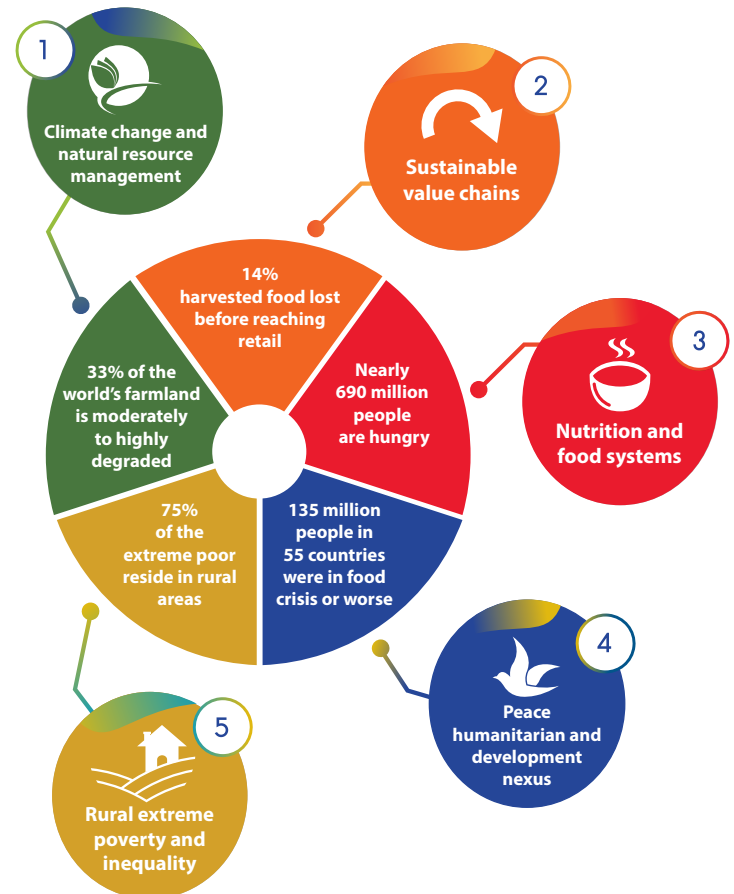 1
Climate change and
natural resource
management
2
Sustainable
value chains
14%
harvested food lost
before reaching
retail
33% of the
world's farmland
is moderately
to highly
degraded
Nearly
690 million
people
are hungry
3
Nutrition and
food systems
75%
of the
extreme poor
reside in rural
areas
135 million
people in
55 countries
were in food
crisis or worse
4
Peace
humanitarian and
development
nexus
5
Rural extreme
poverty and
inequality